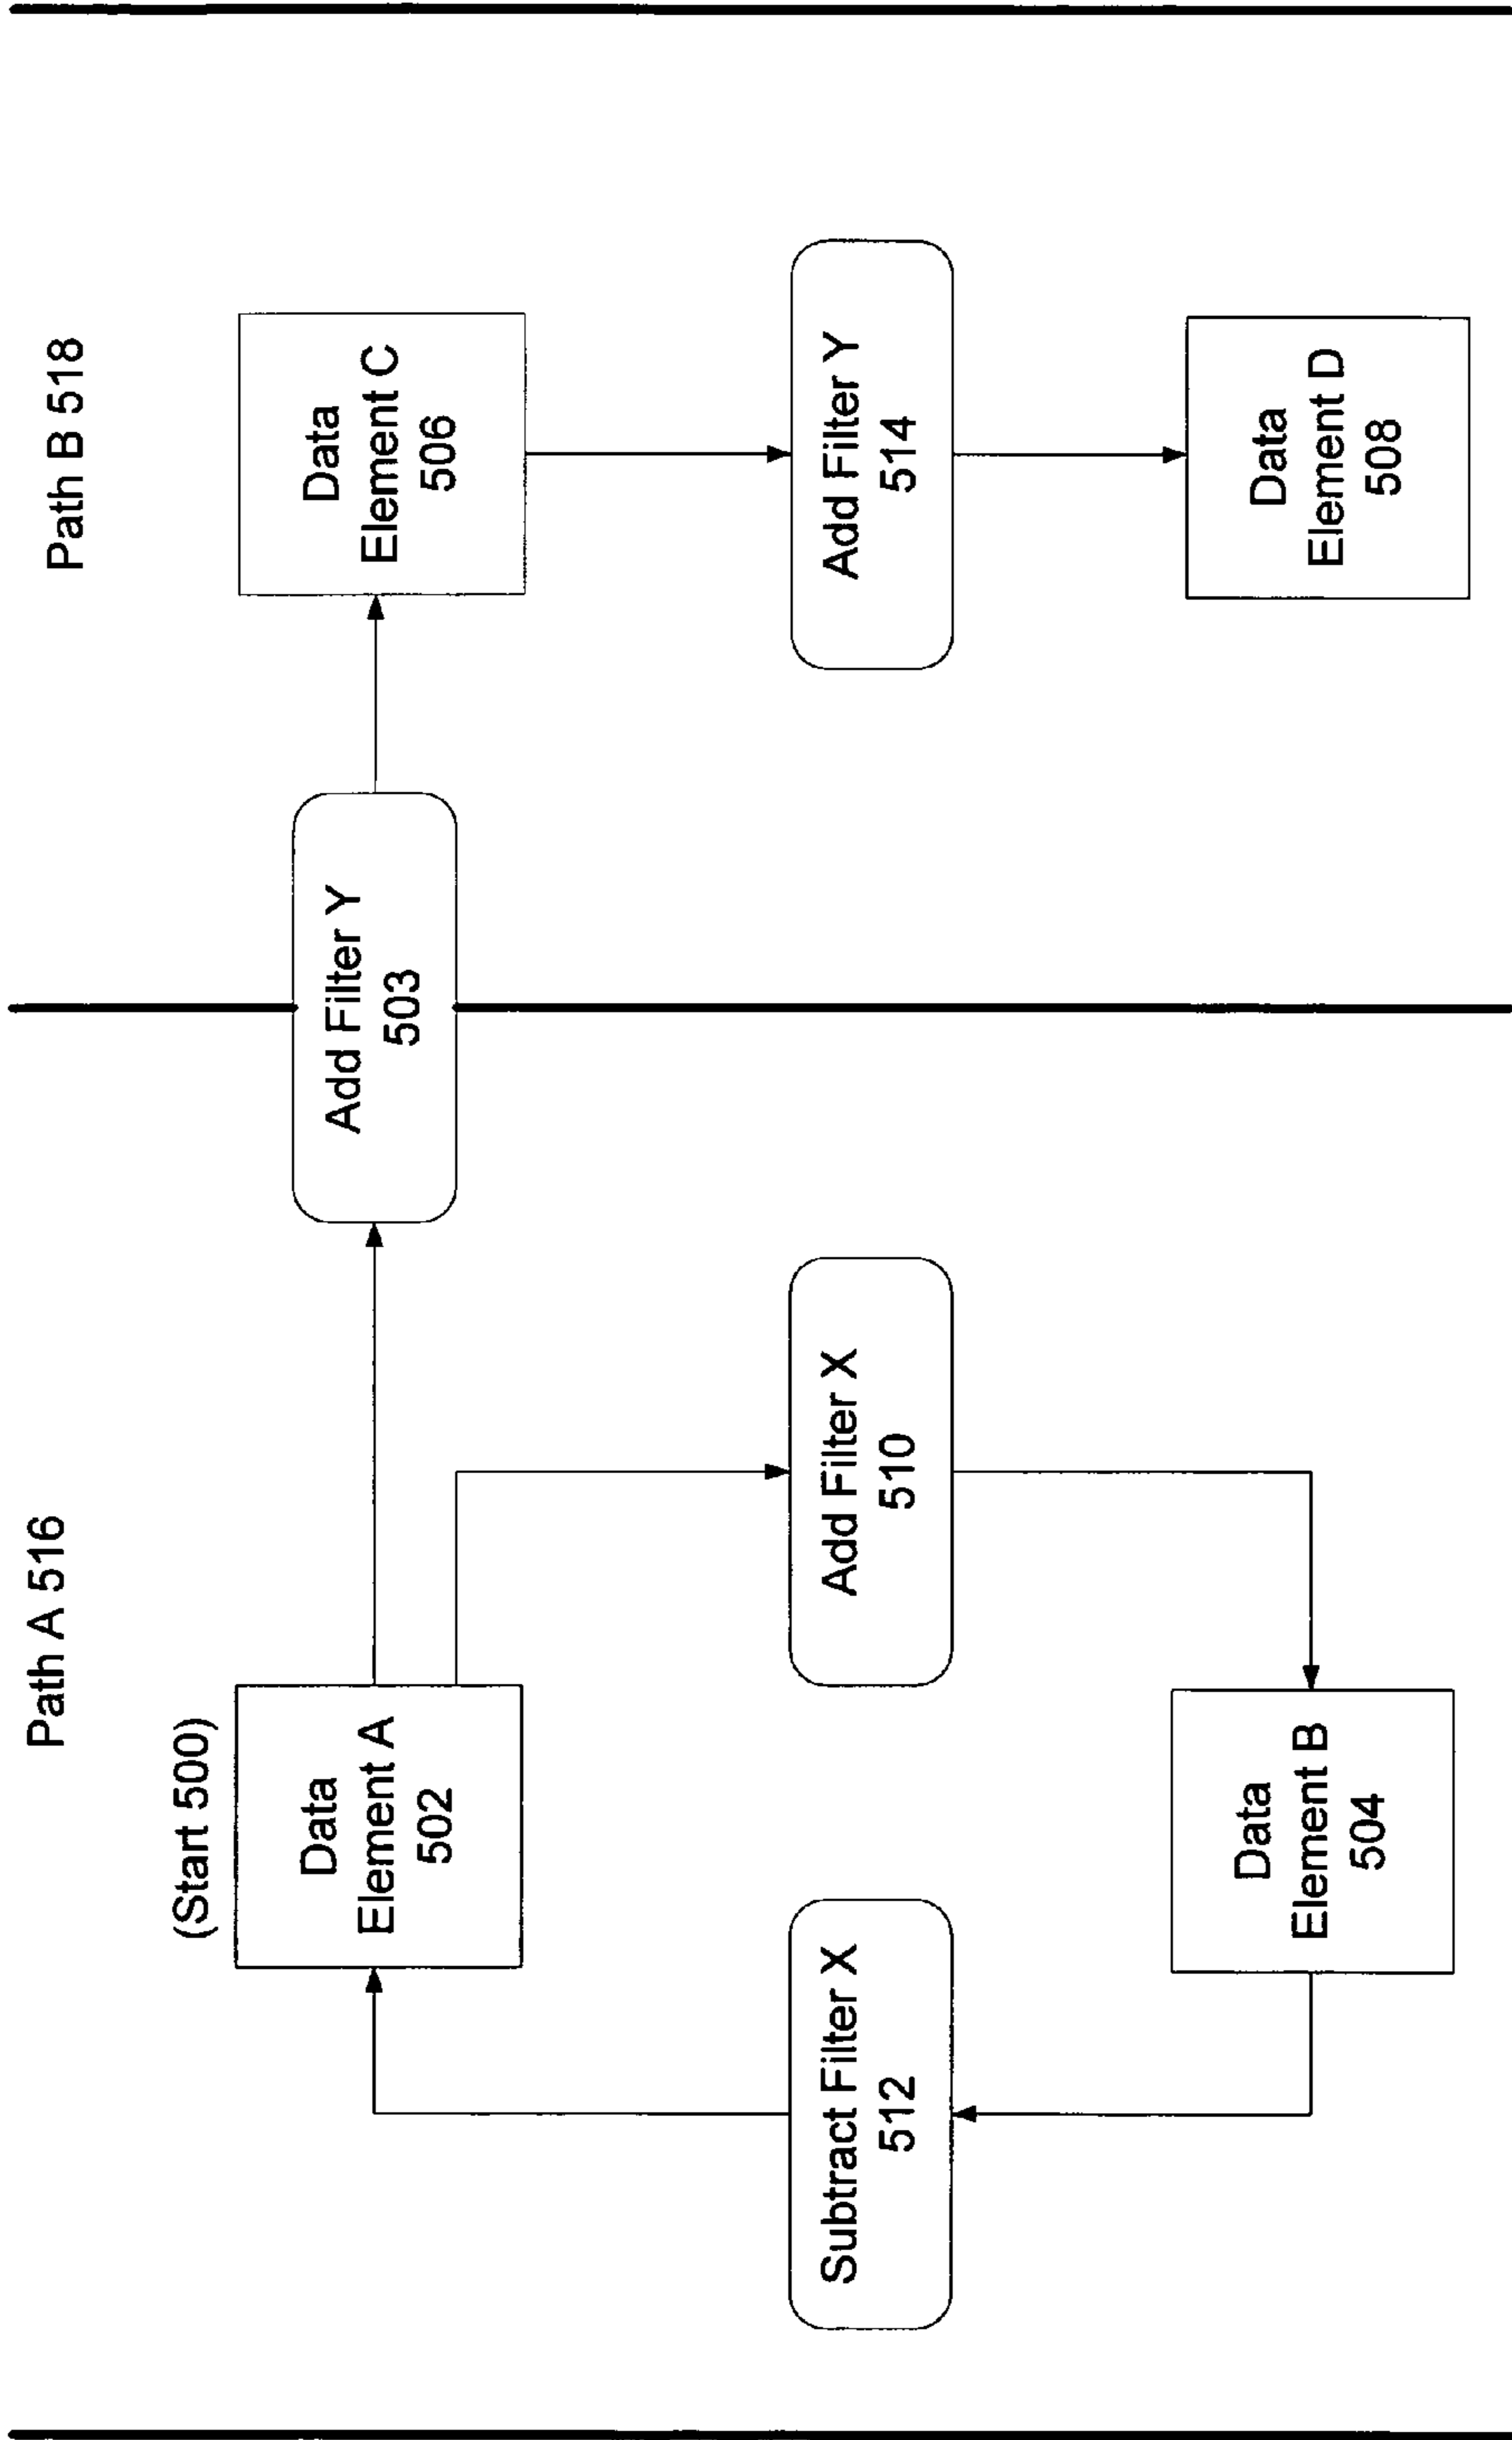 Path A 516
Path B 518
(Start 500)
Data
Element A
502
Add Filter Y
503
Data
Element C
506
Subtract Filter X
512
Add Filter X
510
Add Filter Y
514
Data
Element B
504
Data
Element D
508